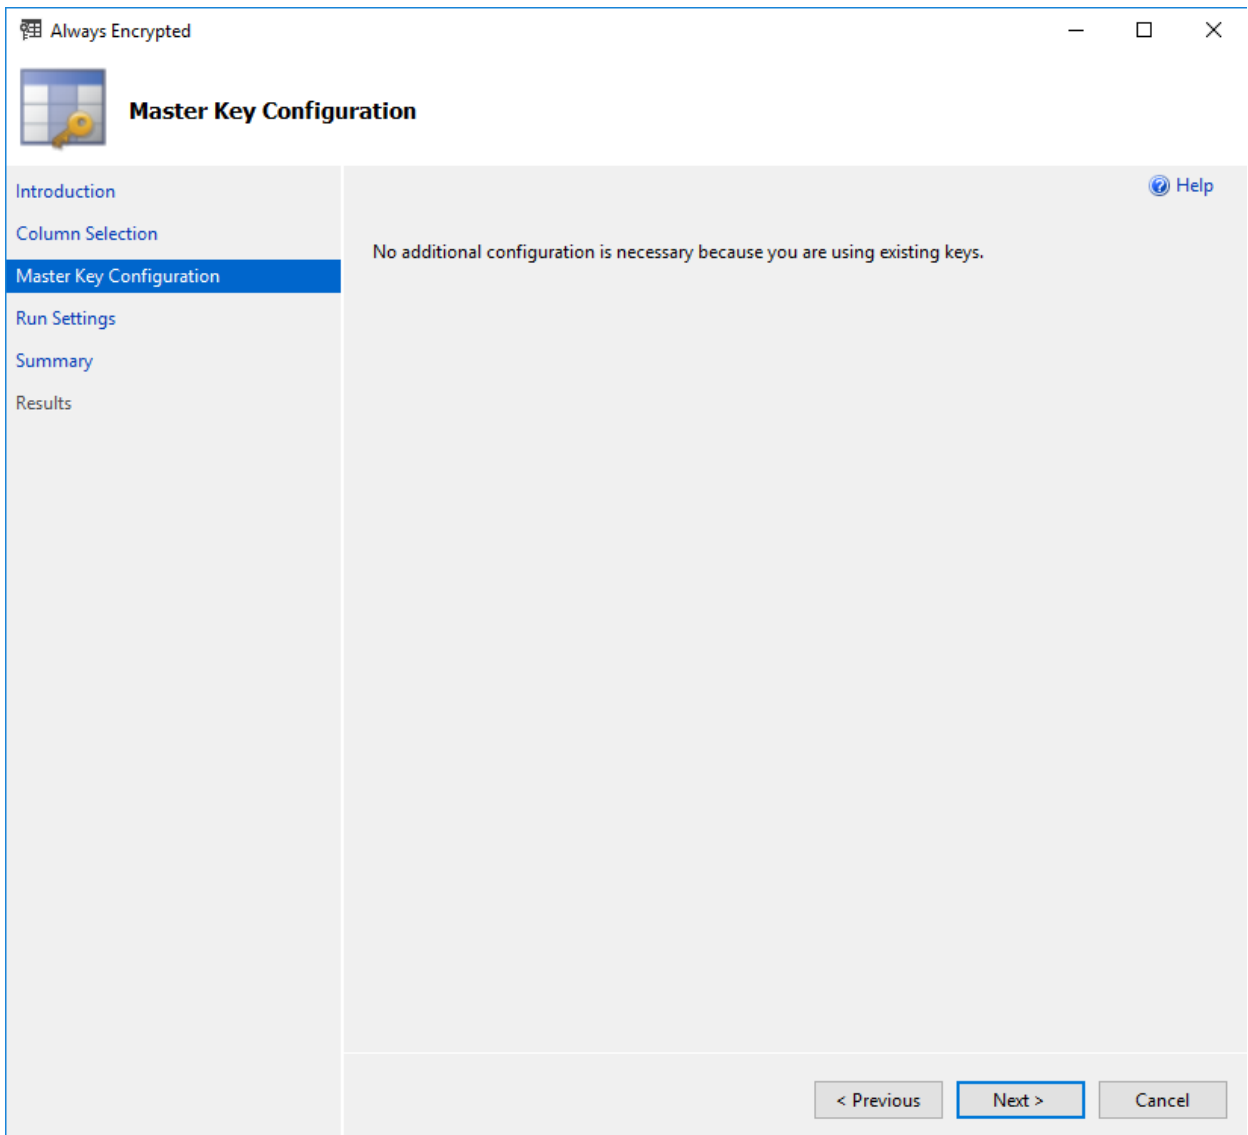 Always Encrypted
Master Key Configuration
Introduction
Column Selection
Master Key Configuration
Run Settings
Summary
Results
Help
No additional configuration is necessary because you are using existing keys.
< Previous
Next >
Cancel